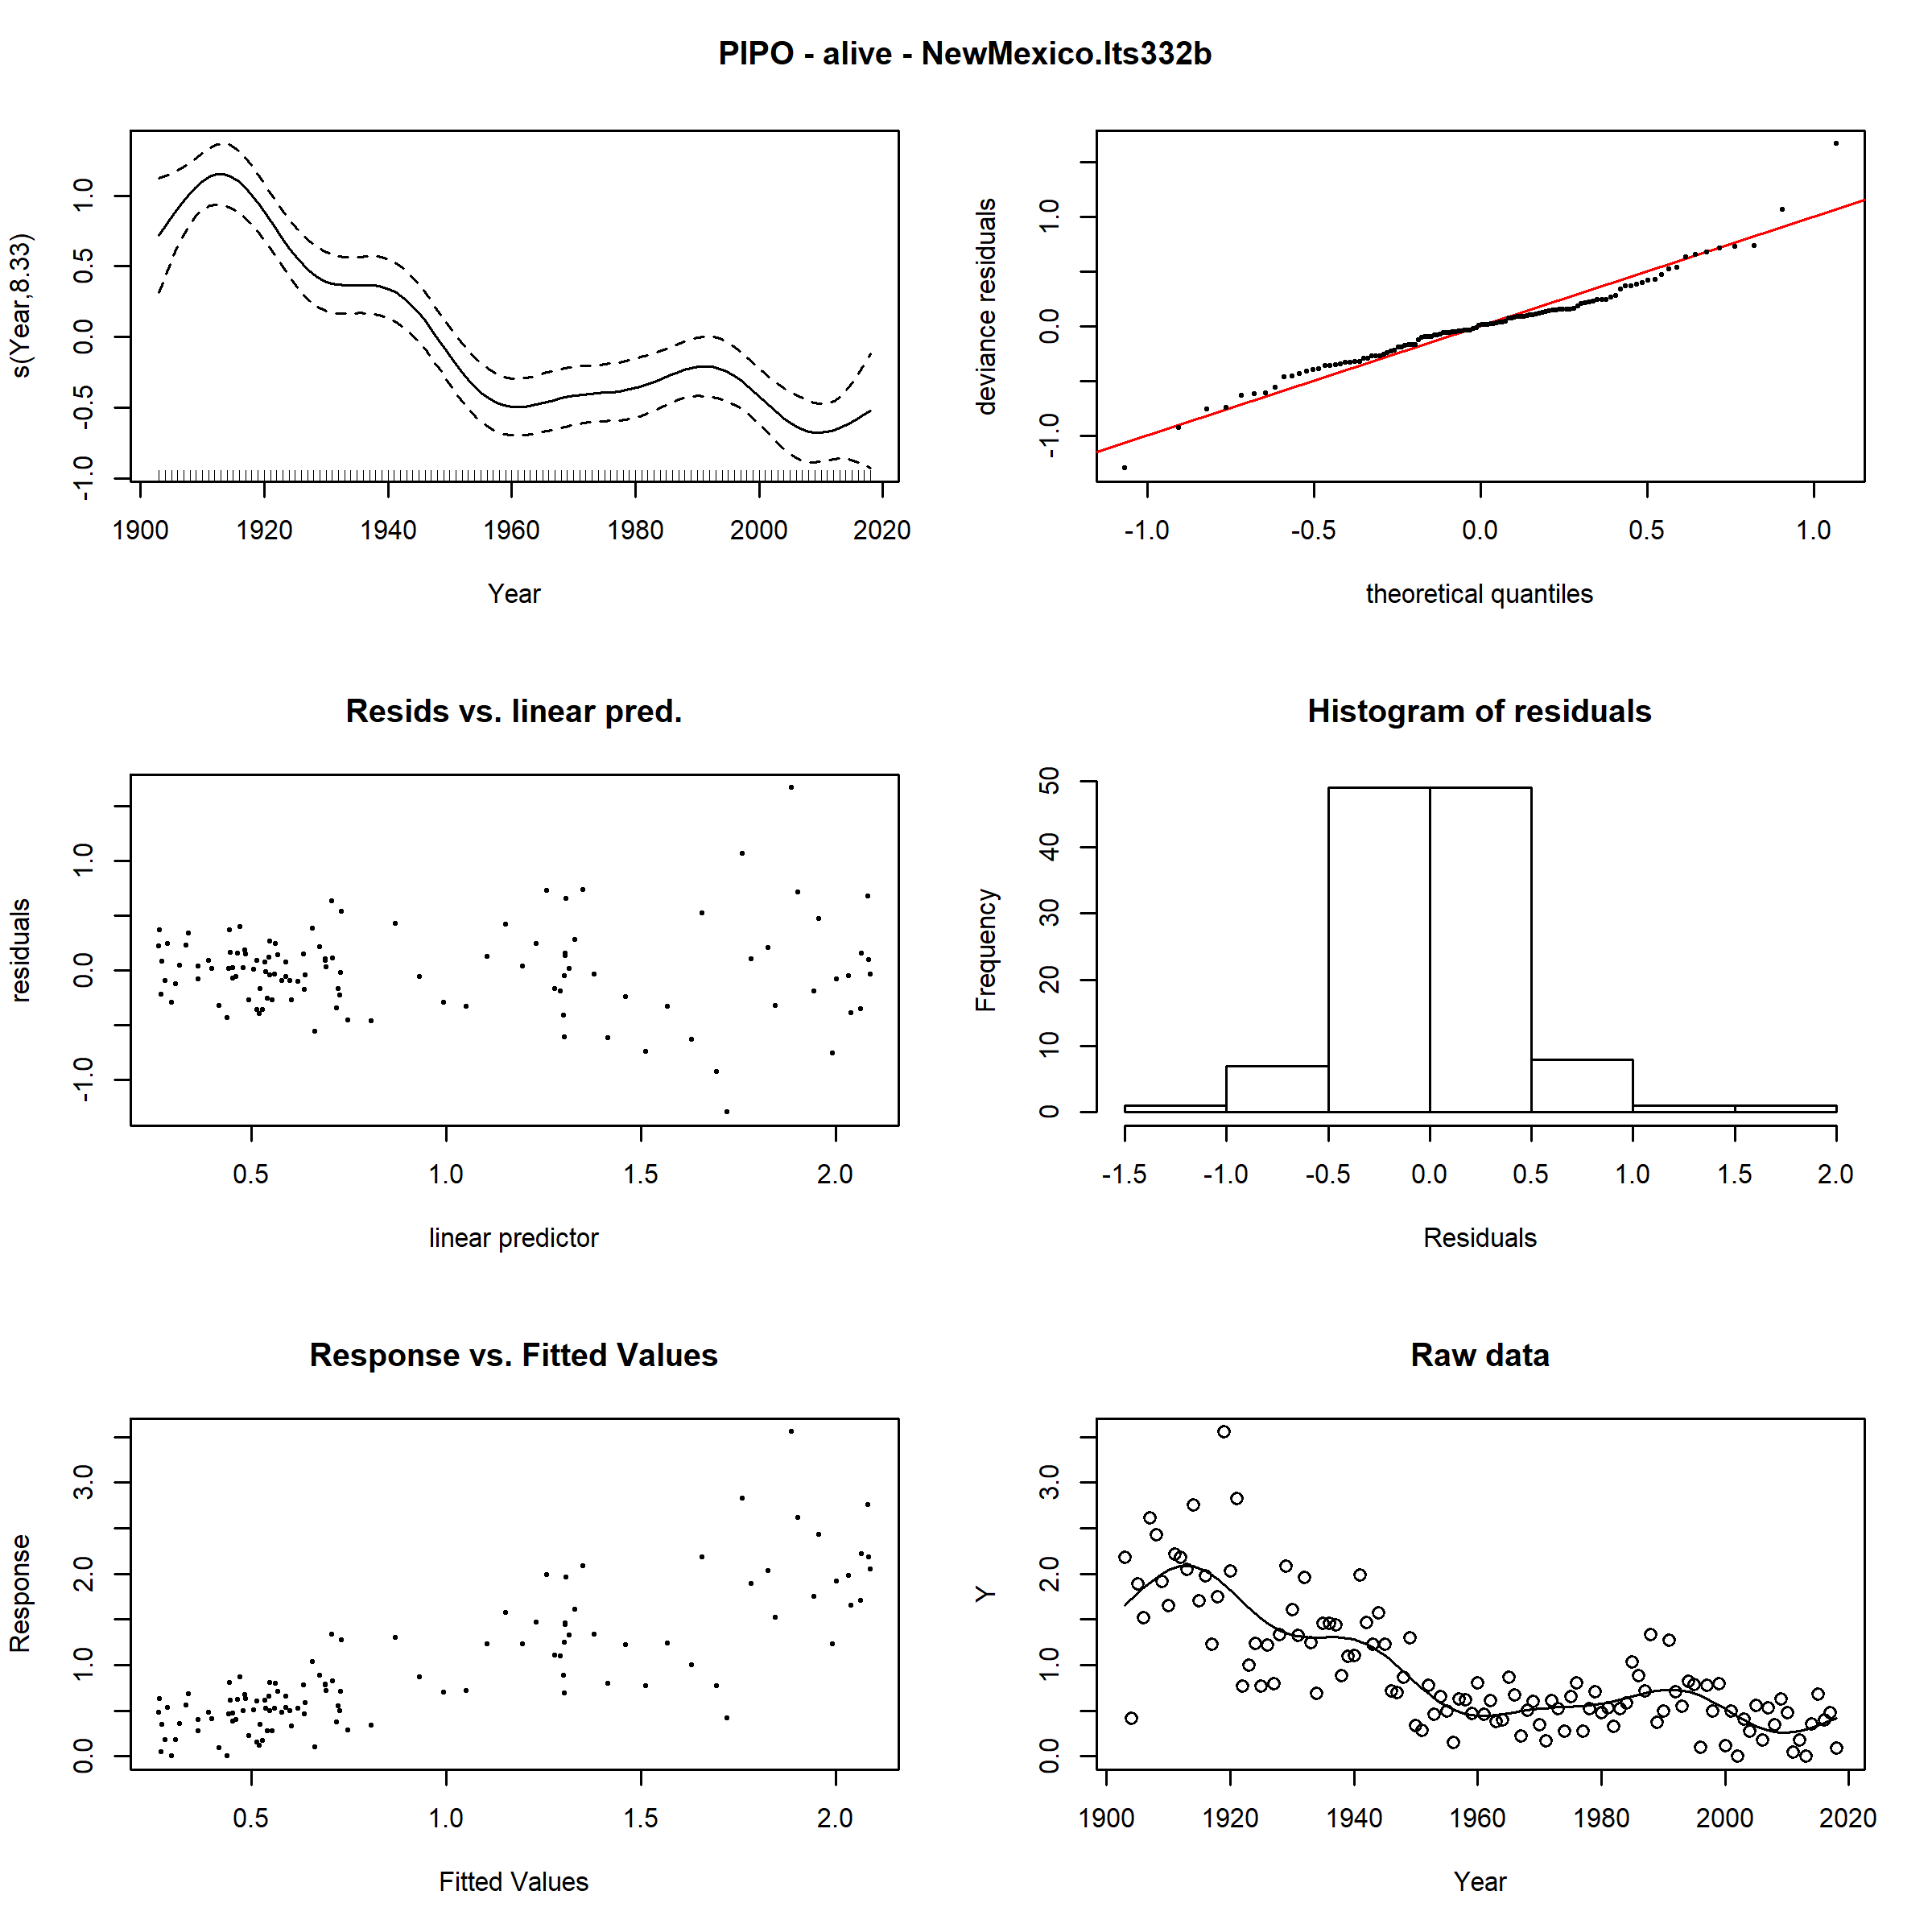 PIPO - alive - NewMexico.lts332b
s(Year,8.33)
-1.0 -0.5 0.0 0.5 1.0
1900 1920 1940 1960 1980 2000 2020
Year
deviance residuals
-1.0 0.0 1.0
-1.0 -0.5 0.0 0.5 1.0
theoretical quantiles
Resids vs. linear pred.
residuals
-1.0 0.0 1.0
0.5 1.0 1.5 2.0
linear predictor
Histogram of residuals
Frequency
0 10 20 30 40 50
-1.5 -1.0 -0.5 0.0 0.5 1.0 1.5 2.0
Residuals
Response vs. Fitted Values
Response
0.0 1.0 2.0 3.0
0.5 1.0 1.5 2.0
Fitted Values
Raw data
Y
0.0 1.0 2.0 3.0
1900 1920 1940 1960 1980 2000 2020
Year